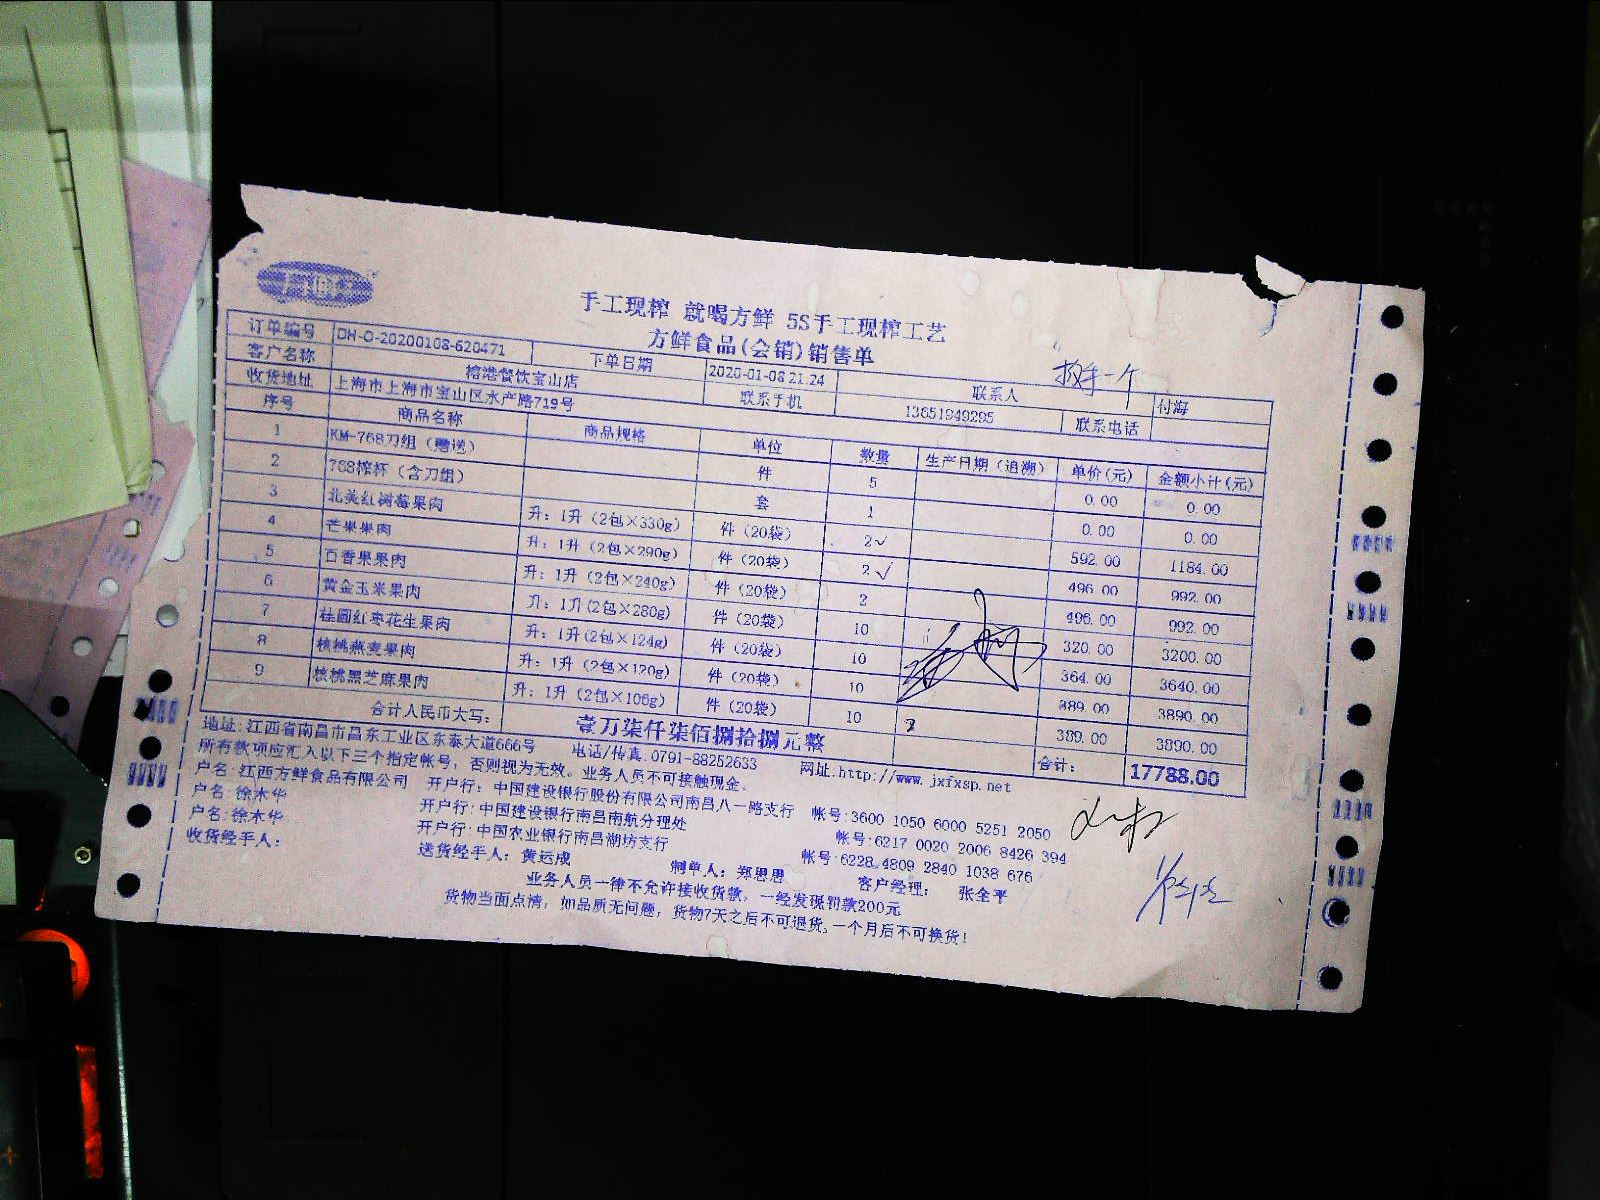 手工现榨 就喝方鲜 5S手工现榨工艺
方鲜食品(会销)销售单
扳手一个
订单编号 DH-O-20200108-620471 下单日期 2020-01-08 21:24 联系人 付海
客户名称 榕港餐饮宝山店 联系手机 13651849295 联系电话
收货地址 上海市上海市宝山区水产路719号
序号 商品名称 商品规格 单位 数量 生产日期(追溯) 单价(元) 金额小计(元)
1 KM-768刀组(赠送) 件 5 0.00 0.00
2 768榨杯(含刀组) 套 1 0.00 0.00
3 北美红树莓果肉 升: 1升(2包×330g) 件(20袋) 2✓ 592.00 1184.00
4 芒果果肉 升: 1升(2包×290g) 件(20袋) 2✓ 496.00 992.00
5 百香果果肉 升: 1升(2包×240g) 件(20袋) 2 496.00 992.00
6 黄金玉米果肉 升: 1升(2包×280g) 件(20袋) 10 320.00 3200.00
7 桂圆红枣花生果肉 升: 1升(2包×124g) 件(20袋) 10 364.00 3640.00
8 核桃燕麦果肉 升: 1升(2包×120g) 件(20袋) 10 389.00 3890.00
9 核桃黑芝麻果肉 升: 1升(2包×106g) 件(20袋) 10 389.00 3890.00
合计人民币大写: 壹万柒仟柒佰捌拾捌元整 合计: 17788.00
地址:江西省南昌市昌东工业区东泰大道666号 电话/传真:0791-88252633 网址:http://www.jxfxsp.net
所有款项应汇入以下三个指定帐号,否则视为无效。业务人员不可接触现金。
户名:江西方鲜食品有限公司 开户行:中国建设银行股份有限公司南昌八一路支行 帐号:3600 1050 6000 5251 2050
户名:徐木华 开户行:中国建设银行南昌南航分理处 帐号:6217 0020 2006 8426 394
户名:徐木华 开户行:中国农业银行南昌湖坊支行 帐号:6228 4809 2840 1038 676
收货经手人: 送货经手人:黄运成 制单人:郑思思 客户经理: 张全平
业务人员一律不允许接收货款,一经发现罚款200元
货物当面点清,如品质无问题,货物7天之后不可退货,一个月后不可换货!